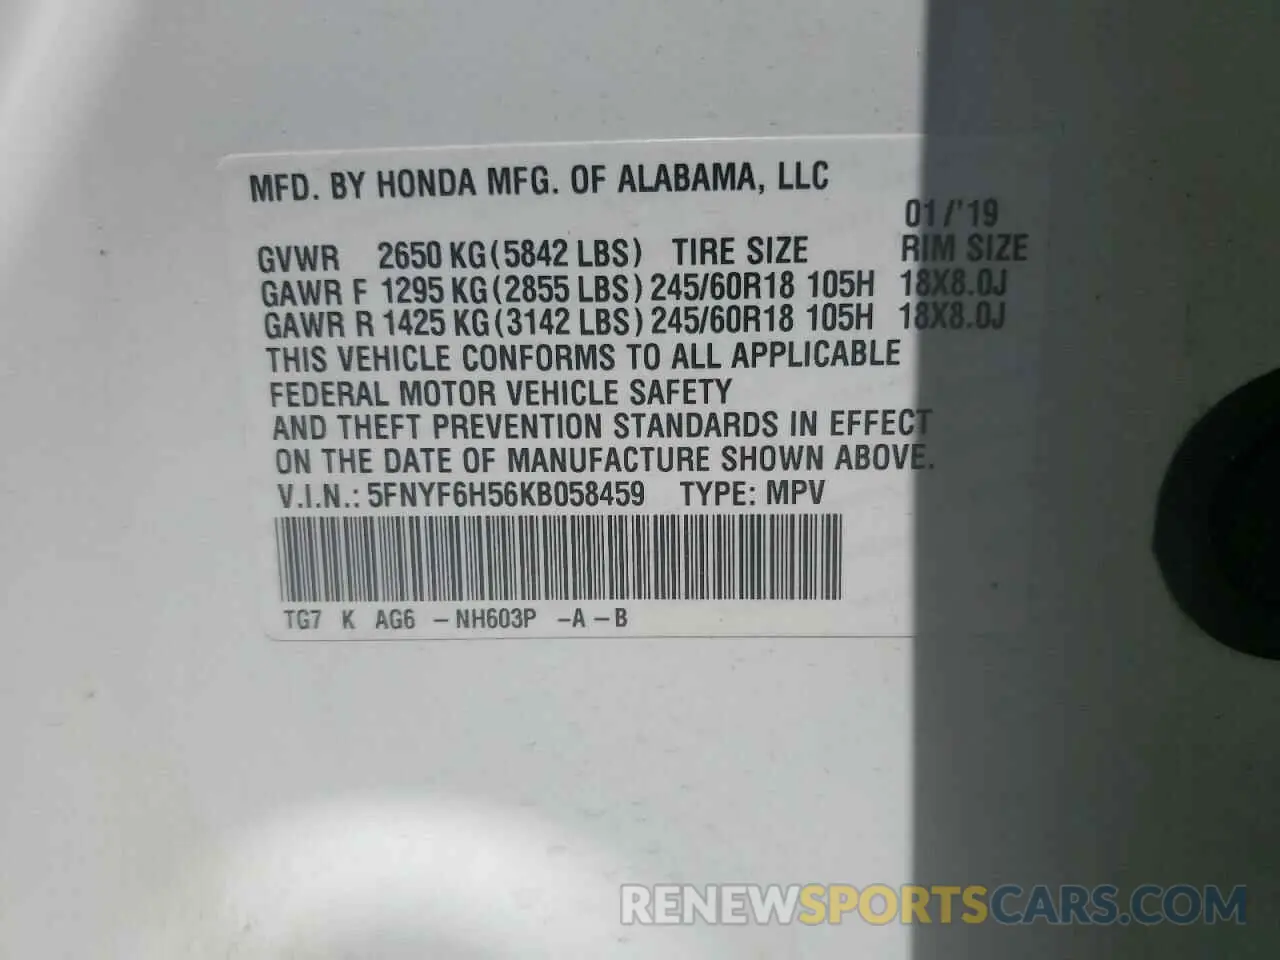 MFD. BY HONDA MFG. OF ALABAMA, LLC
01/'19
GVWR 2650 KG(5842 LBS) TIRE SIZE RIM SIZE
GAWR F 1295 KG(2855 LBS) 245/60R18 105H 18X8.0J
GAWR R 1425 KG(3142 LBS) 245/60R18 105H 18X8.0J
THIS VEHICLE CONFORMS TO ALL APPLICABLE
FEDERAL MOTOR VEHICLE SAFETY
AND THEFT PREVENTION STANDARDS IN EFFECT
ON THE DATE OF MANUFACTURE SHOWN ABOVE.
V.I.N.: 5FNYF6H56KB058459 TYPE: MPV
TG7 K AG6 -NH603P -A-B
RENEWSPORTSCARS.COM